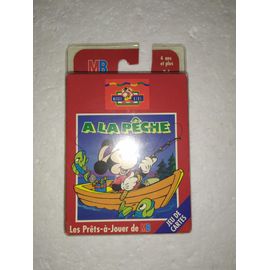 MB
4 ans et plus
A LA PÊCHE
Les Prêts-à-Jouer de MB
JEU DE
CARTES